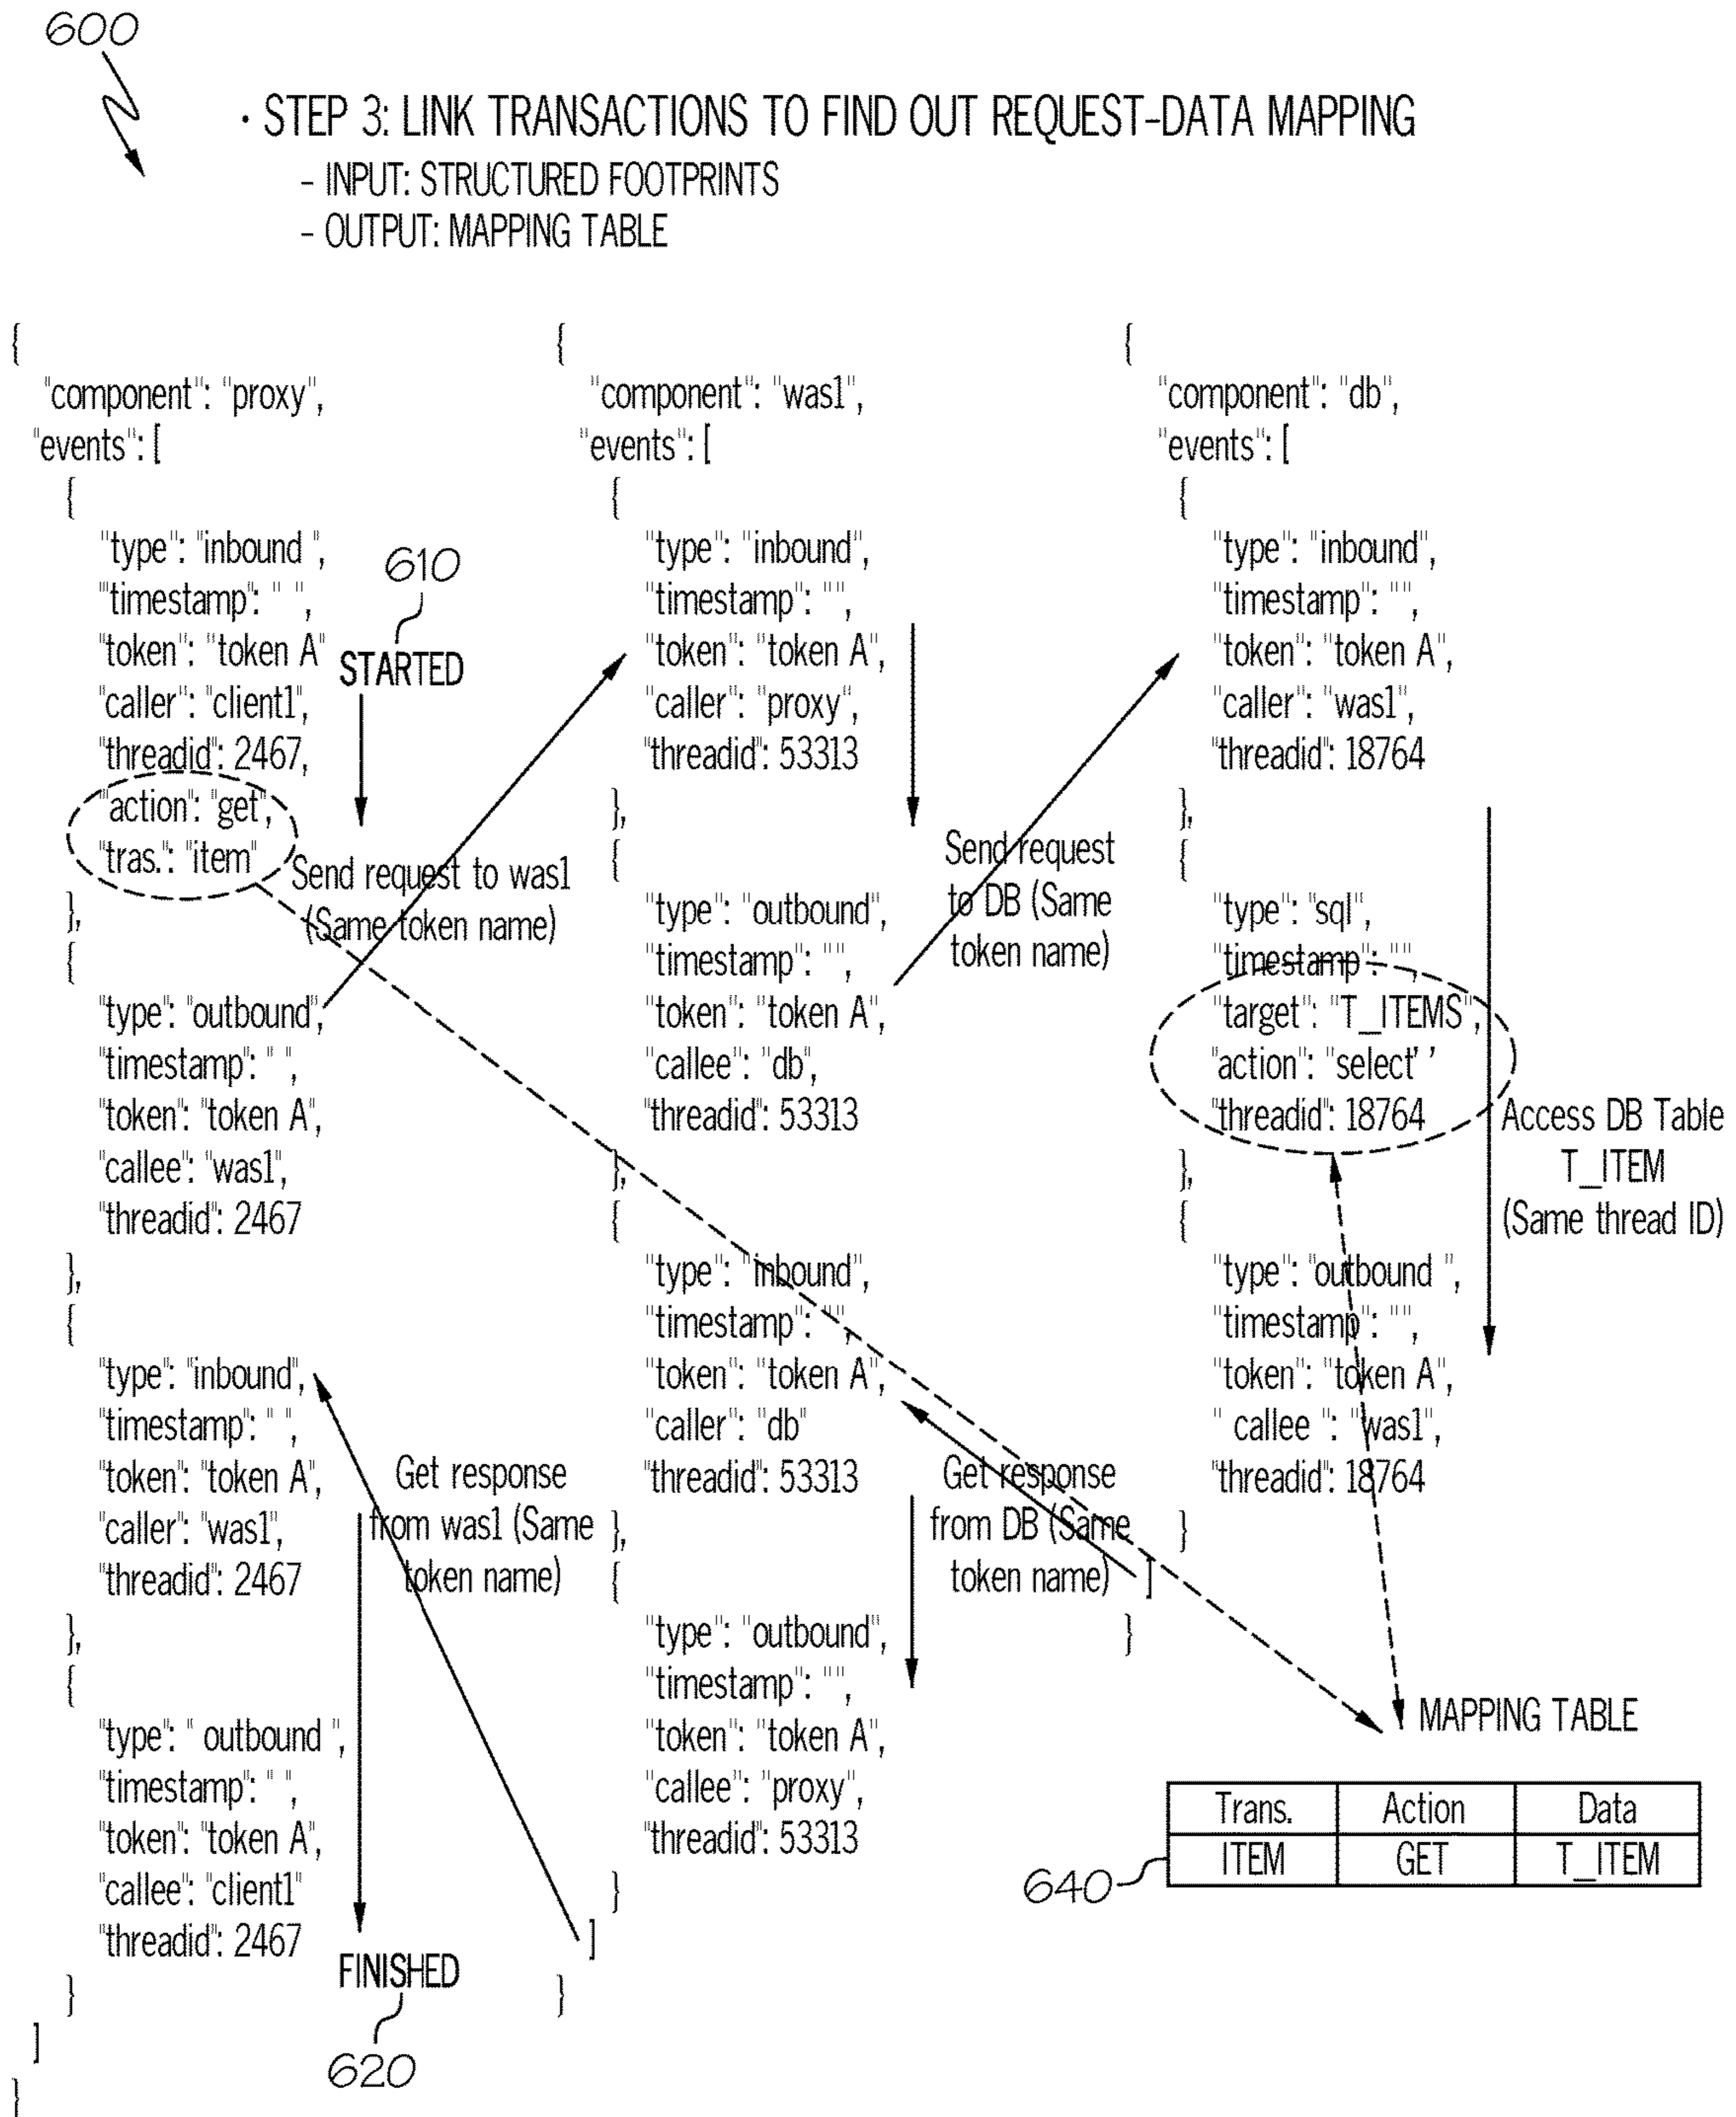 600
· STEP 3: LINK TRANSACTIONS TO FIND OUT REQUEST-DATA MAPPING
- INPUT: STRUCTURED FOOTPRINTS
- OUTPUT: MAPPING TABLE
{
"component": "proxy",
"events": [
{
"type": "inbound ",
"timestamp": " ",
"token": "token A"
"caller": "client1",
"threadid": 2467,
"action": "get",
"tras.": "item"
},
{
"type": "outbound",
"timestamp": " ",
"token": "token A",
"callee": "was1",
"threadid": 2467
},
{
"type": "inbound",
"timestamp": " ",
"token": "token A",
"caller": "was1",
"threadid": 2467
},
{
"type": " outbound ",
"timestamp": " ",
"token": "token A",
"callee": "client1"
"threadid": 2467
}
]
}
610
STARTED
Send request to was1
(Same token name)
Get response
from was1 (Same
token name)
FINISHED
620
{
"component": "was1",
"events": [
{
"type": "inbound",
"timestamp": "",
"token": "token A",
"caller": "proxy",
"threadid": 53313
},
{
"type": "outbound",
"timestamp": "",
"token": "token A",
"callee": "db",
"threadid": 53313
},
{
"type": "inbound",
"timestamp": "",
"token": "token A",
"caller": "db"
"threadid": 53313
},
{
"type": "outbound",
"timestamp": "",
"token": "token A",
"callee": "proxy",
"threadid": 53313
}
]
}
Send request
to DB (Same
token name)
Get response
from DB (Same
token name)
{
"component": "db",
"events": [
{
"type": "inbound",
"timestamp": "",
"token": "token A",
"caller": "was1",
"threadid": 18764
},
{
"type": "sql",
"timestamp": "",
"target": "T_ITEMS",
"action": "select' '
"threadid": 18764
},
{
"type": "outbound ",
"timestamp": "",
"token": "token A",
" callee ": "was1",
"threadid": 18764
}
]
}
Access DB Table
T_ITEM
(Same thread ID)
MAPPING TABLE
Trans. Action Data
ITEM GET T_ITEM
640